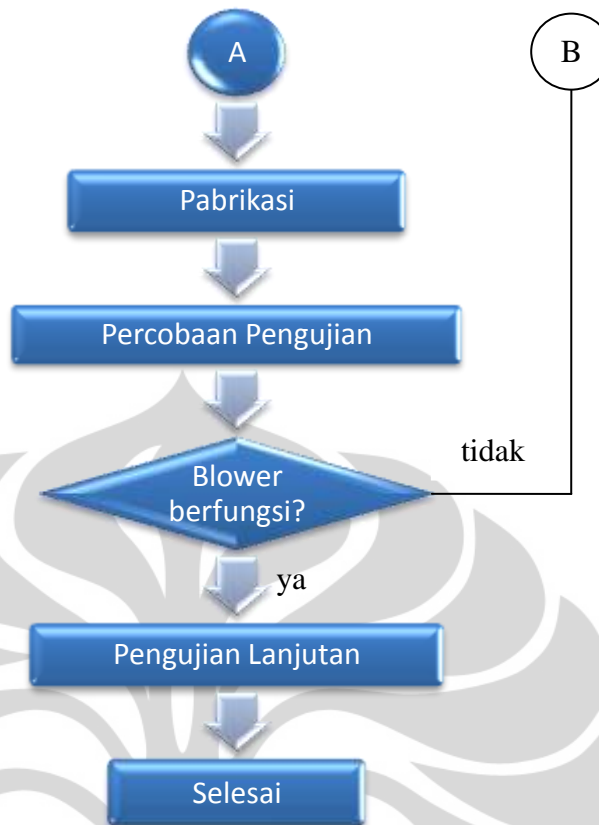 A
B
Pabrikasi
Percobaan Pengujian
tidak
Blower
berfungsi?
ya
Pengujian Lanjutan
Selesai